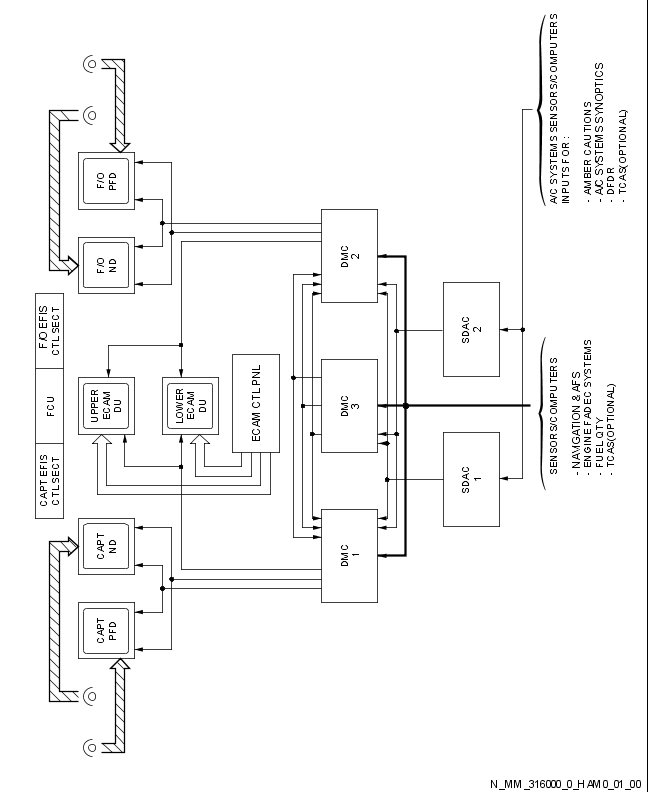 CAPT EFIS
CTL SECT
FCU
F/O EFIS
CTL SECT
CAPT
PFD
CAPT
ND
UPPER
ECAM
DU
LOWER
ECAM
DU
F/O
ND
F/O
PFD
ECAM CTL PNL
DMC
1
DMC
3
DMC
2
SDAC
1
SDAC
2
SENSORS/COMPUTERS
- NAVIGATION & AFS
- ENGINE FADEC SYSTEMS
- FUEL QTY
- TCAS(OPTIONAL)
A/C SYSTEMS SENSORS/COMPUTERS
INPUTS FOR :
- AMBER CAUTIONS
- A/C SYSTEMS SYNOPTICS
- DFDR
- TCAS(OPTIONAL)
N_MM_316000_0_HAM0_01_00